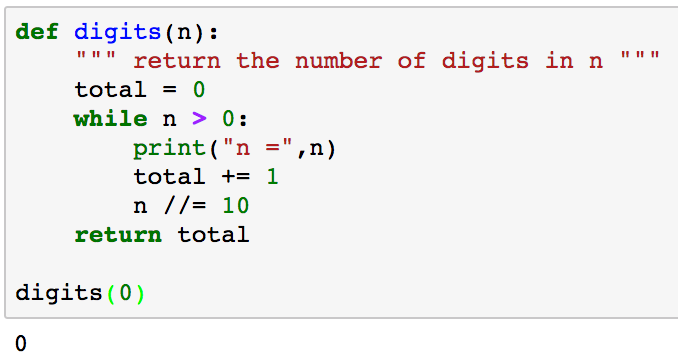 def digits(n):
    """ return the number of digits in n """
    total = 0
    while n > 0:
        print("n =",n)
        total += 1
        n //= 10
    return total

digits(0)
0